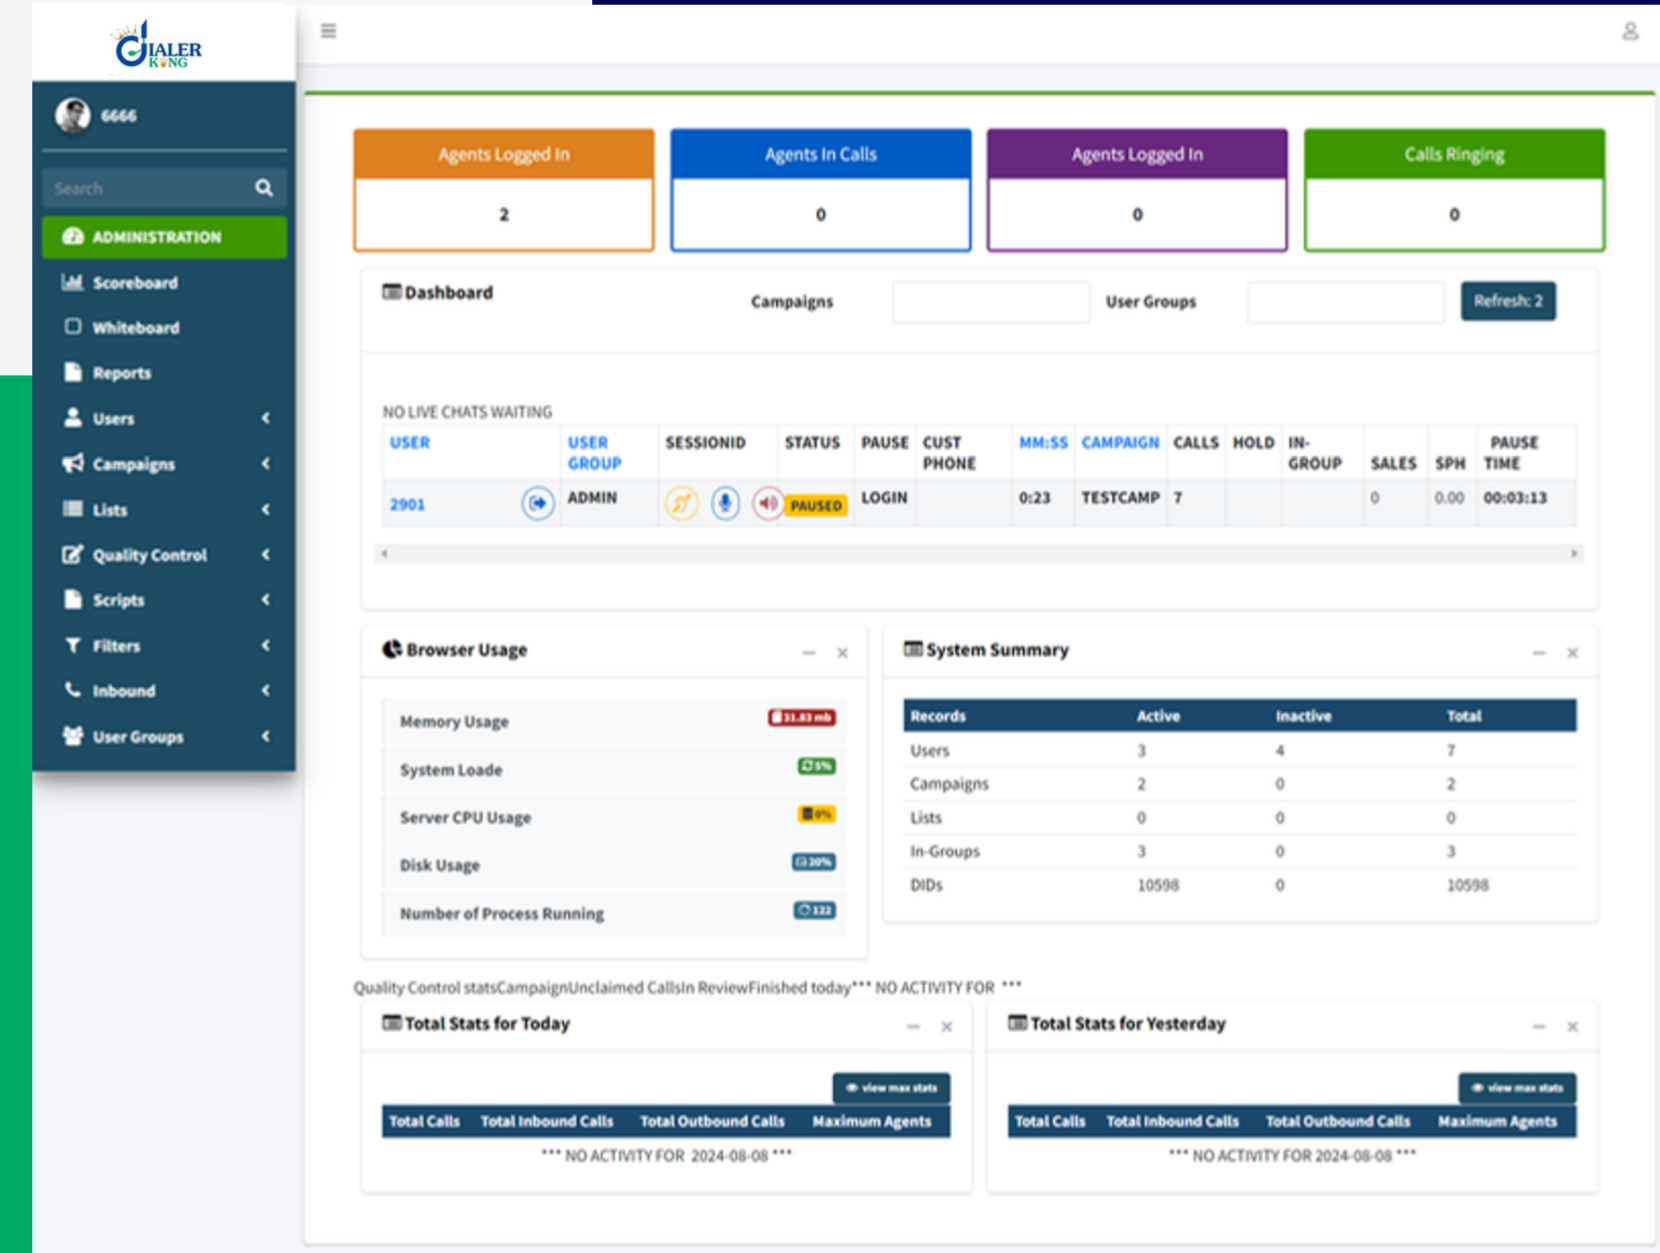 DIALER
KING
6666
Search
ADMINISTRATION
Scoreboard
Whiteboard
Reports
Users
Campaigns
Lists
Quality Control
Scripts
Filters
Inbound
User Groups
Agents Logged In
2
Agents In Calls
0
Agents Logged In
0
Calls Ringing
0
Dashboard
Campaigns
User Groups
Refresh: 2
NO LIVE CHATS WAITING
USER USER GROUP SESSIONID STATUS PAUSE CUST PHONE MM:SS CAMPAIGN CALLS HOLD IN-GROUP SALES SPH PAUSE TIME
2901 ADMIN PAUSED LOGIN 0:23 TESTCAMP 7 0 0.00 00:03:13
Browser Usage
Memory Usage 31.83 mb
System Loade 5%
Server CPU Usage 0%
Disk Usage 20%
Number of Process Running 122
System Summary
Records Active Inactive Total
Users 3 4 7
Campaigns 2 0 2
Lists 0 0 0
In-Groups 3 0 3
DIDs 10598 0 10598
Quality Control statsCampaignUnclaimed CallsIn ReviewFinished today*** NO ACTIVITY FOR ***
Total Stats for Today
view max stats
Total Calls Total Inbound Calls Total Outbound Calls Maximum Agents
*** NO ACTIVITY FOR 2024-08-08 ***
Total Stats for Yesterday
view max stats
Total Calls Total Inbound Calls Total Outbound Calls Maximum Agents
*** NO ACTIVITY FOR 2024-08-08 ***